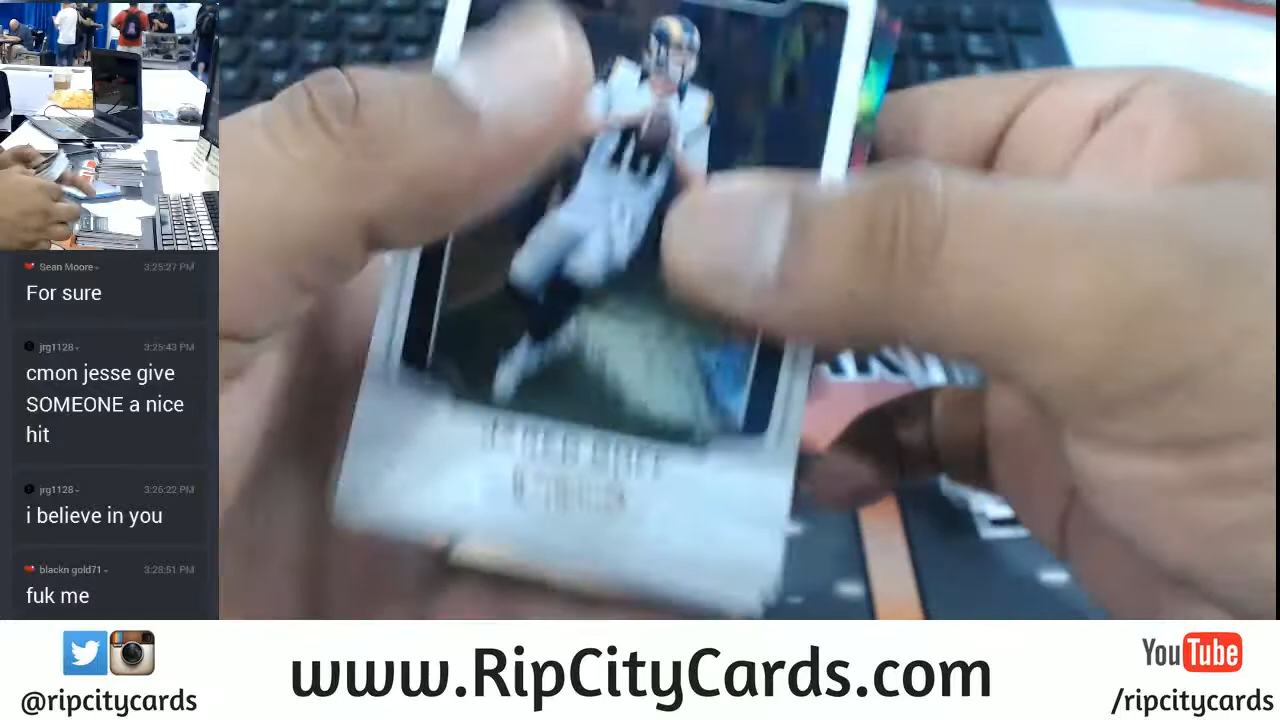 Sean Moore 3:25:27 PM
For sure
jrg1128 3:25:43 PM
cmon jesse give
SOMEONE a nice
hit
jrg1128 3:26:22 PM
i believe in you
blackn gold71 3:28:51 PM
fuk me
@ripcitycards
www.RipCityCards.com
YouTube
/ripcitycards